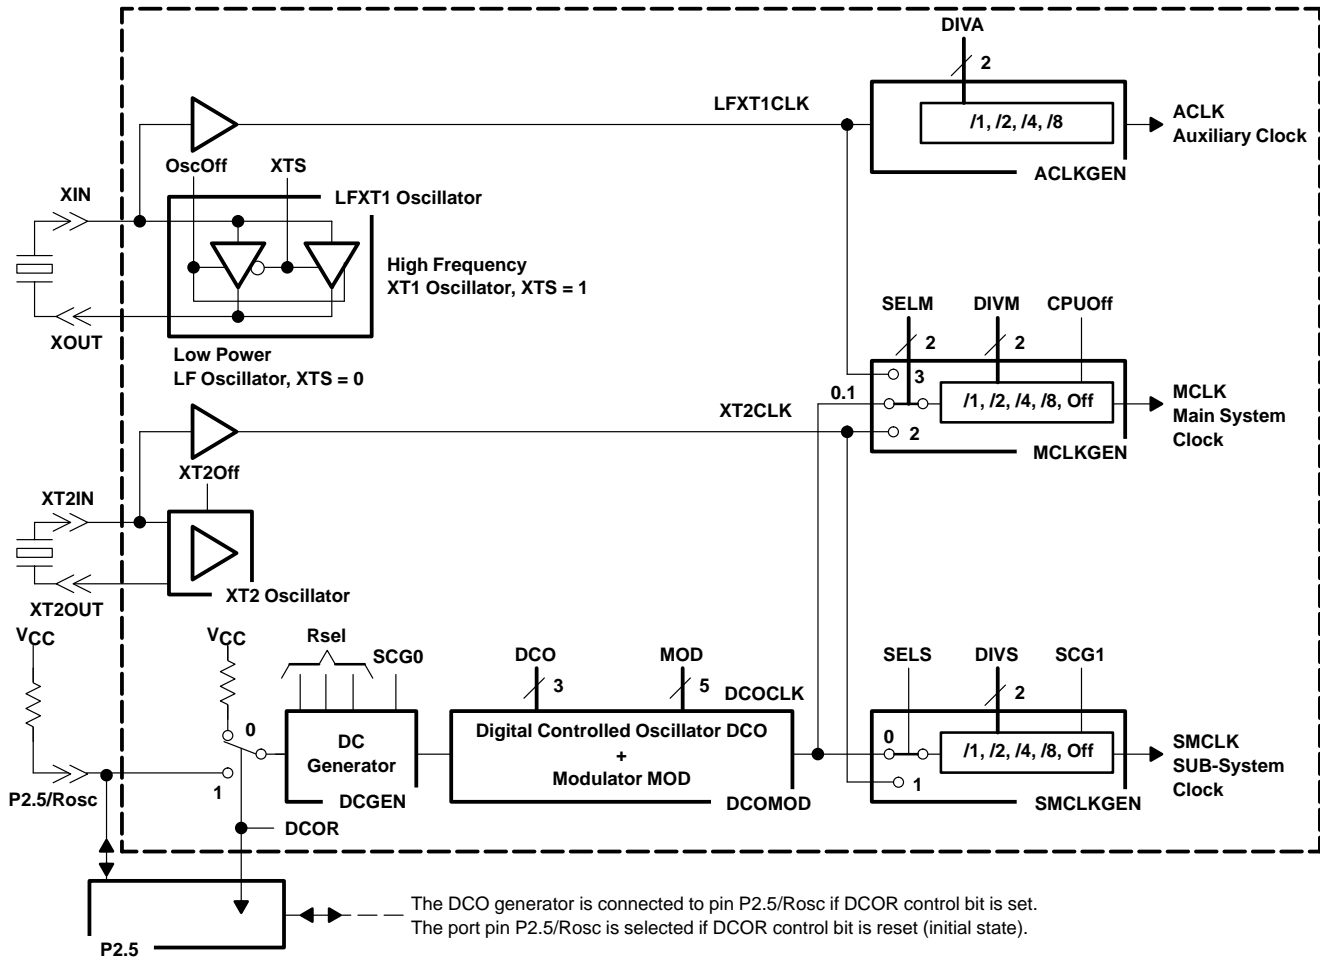 DIVA
2
LFXT1CLK
/1, /2, /4, /8
ACLK
Auxiliary Clock
ACLKGEN
OscOff
XTS
XIN
LFXT1 Oscillator
High Frequency
XT1 Oscillator, XTS = 1
XOUT
Low Power
LF Oscillator, XTS = 0
SELM
DIVM
CPUOff
2
2
3
0.1
/1, /2, /4, /8, Off
MCLK
Main System
Clock
XT2CLK
2
MCLKGEN
XT2Off
XT2IN
XT2OUT
XT2 Oscillator
VCC
VCC
Rsel
SCG0
DCO
3
MOD
5
DCOCLK
SELS
DIVS
SCG1
2
0
DC
Generator
DCGEN
Digital Controlled Oscillator DCO
+
Modulator MOD
DCOMOD
0
/1, /2, /4, /8, Off
1
SMCLK
SUB-System
Clock
SMCLKGEN
P2.5/Rosc
1
DCOR
P2.5
The DCO generator is connected to pin P2.5/Rosc if DCOR control bit is set.
The port pin P2.5/Rosc is selected if DCOR control bit is reset (initial state).